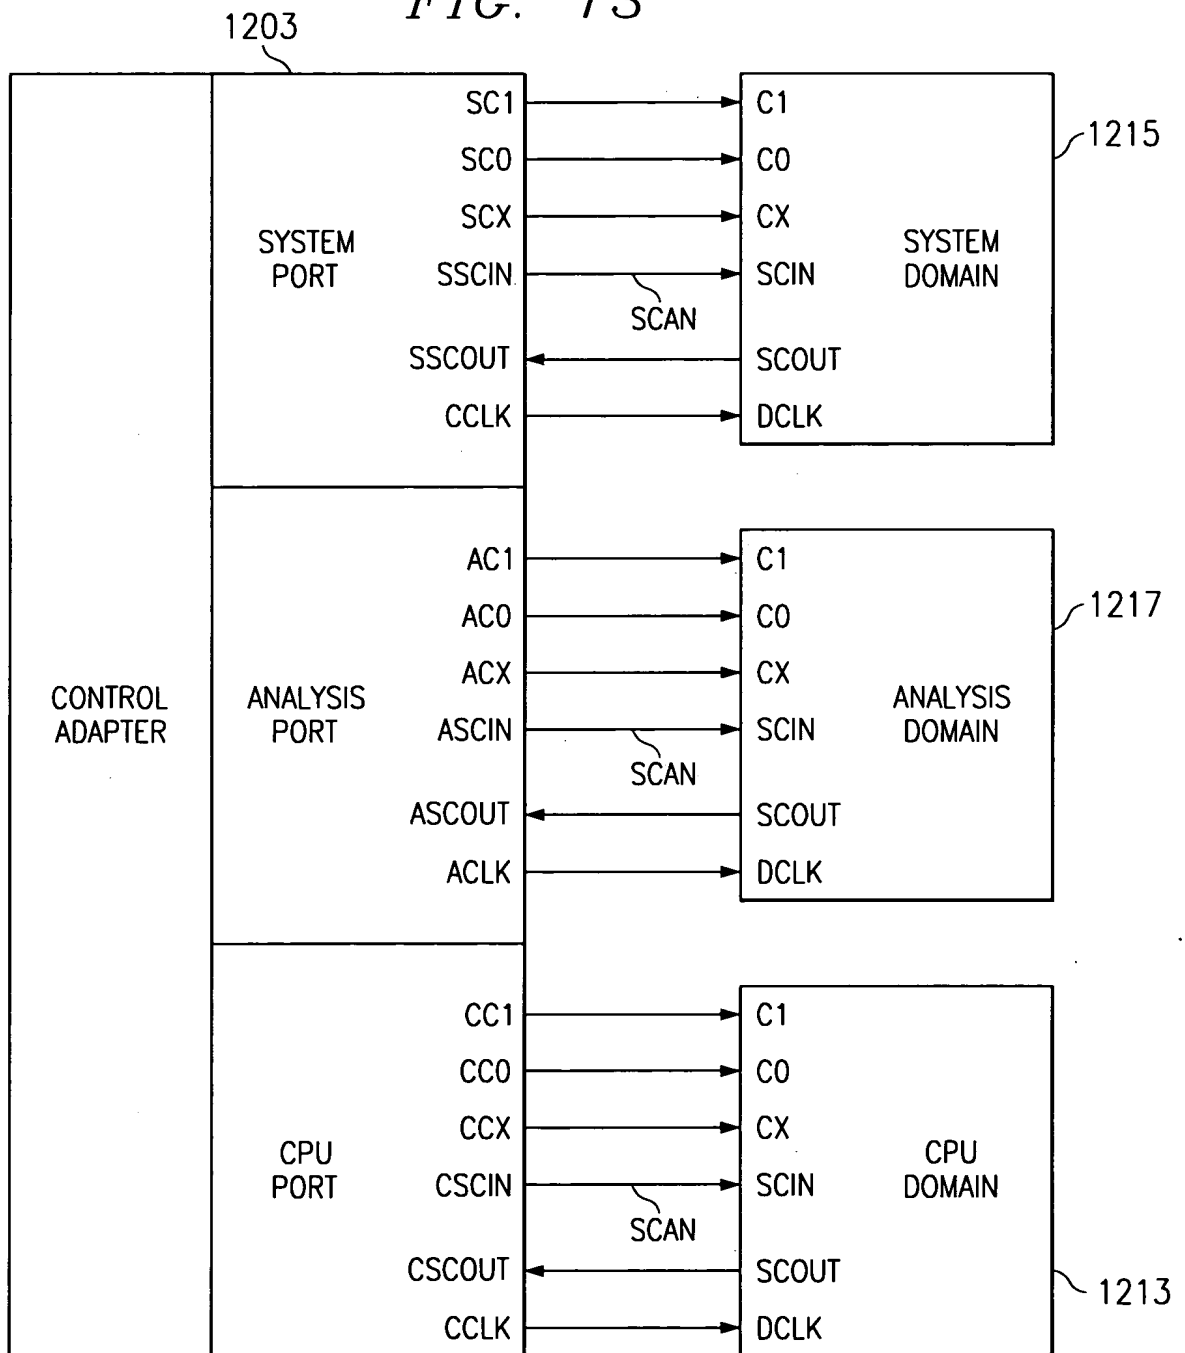 FIG. 13
1203
CONTROL
ADAPTER
SYSTEM
PORT
SC1
SC0
SCX
SSCIN
SSCOUT
CCLK
SCAN
C1
C0
CX
SCIN
SCOUT
DCLK
SYSTEM
DOMAIN
1215
ANALYSIS
PORT
AC1
AC0
ACX
ASCIN
ASCOUT
ACLK
SCAN
C1
C0
CX
SCIN
SCOUT
DCLK
ANALYSIS
DOMAIN
1217
CPU
PORT
CC1
CC0
CCX
CSCIN
CSCOUT
CCLK
SCAN
C1
C0
CX
SCIN
SCOUT
DCLK
CPU
DOMAIN
1213